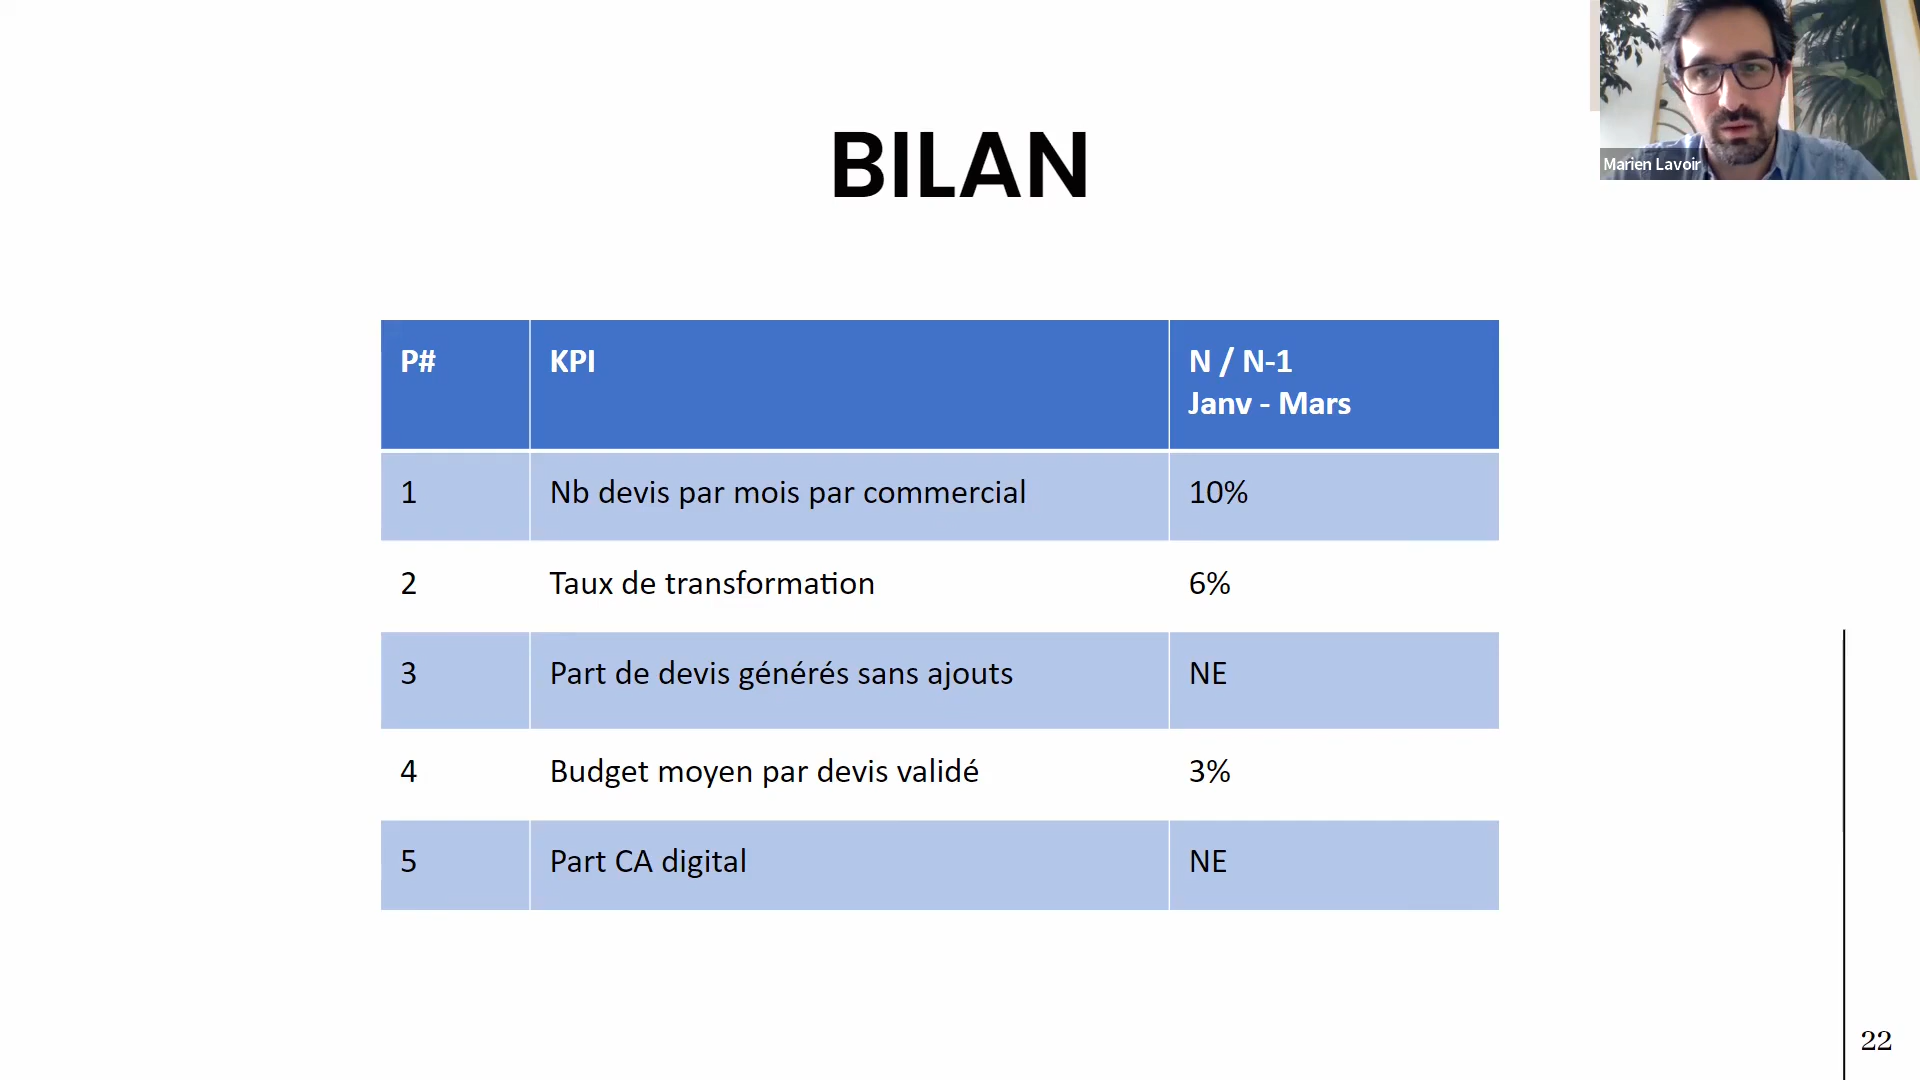 BILAN
Marien Lavoir
P# KPI N / N-1
Janv - Mars
1 Nb devis par mois par commercial 10%
2 Taux de transformation 6%
3 Part de devis générés sans ajouts NE
4 Budget moyen par devis validé 3%
5 Part CA digital NE
22